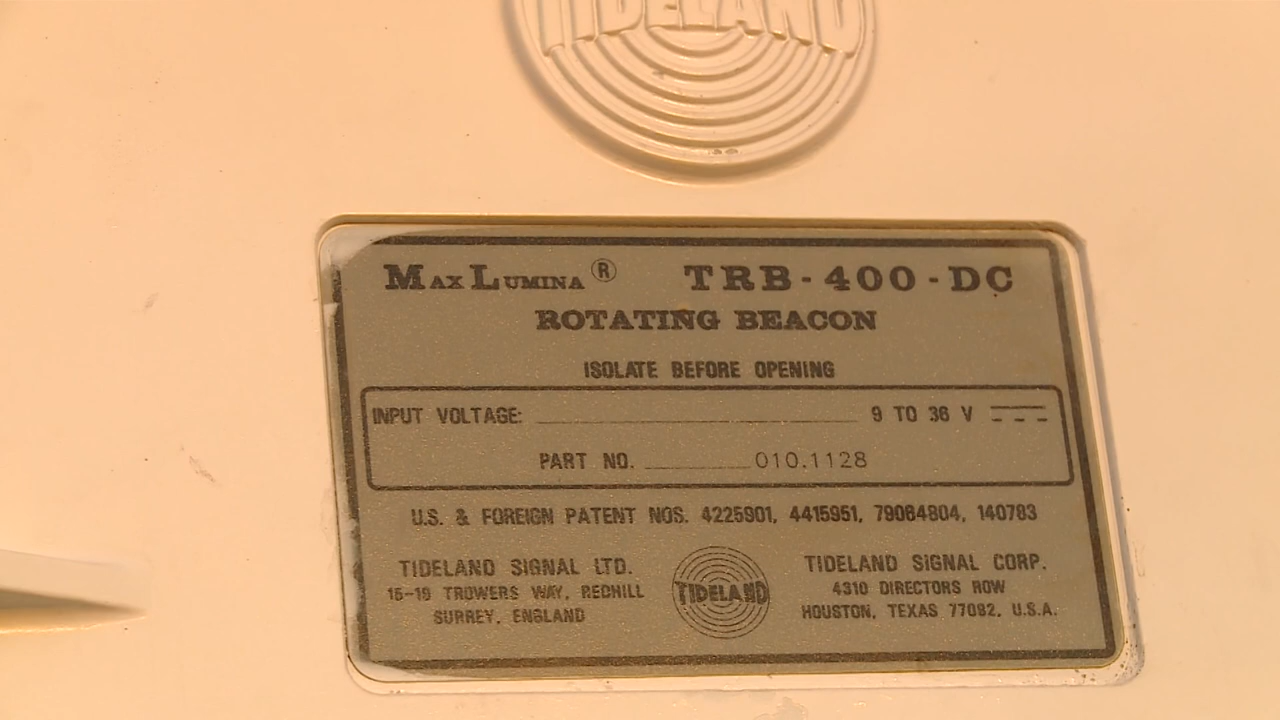 TIDELAND
MAX LUMINA® TRB-400-DC
ROTATING BEACON
ISOLATE BEFORE OPENING
INPUT VOLTAGE: 9 TO 36 V
PART NO. 010.1128
U.S. & FOREIGN PATENT NOS. 4225901, 4415951, 79064804, 140783
TIDELAND SIGNAL LTD.
15-19 TROWERS WAY, REDHILL
SURREY, ENGLAND
TIDELAND
TIDELAND SIGNAL CORP.
4310 DIRECTORS ROW
HOUSTON, TEXAS 77092, U.S.A.